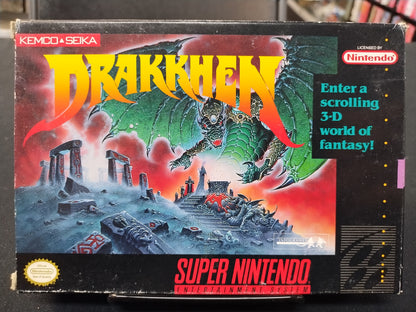 KEMCO SEIKA
DRAKKHEN
LICENSED BY
Nintendo
Enter a
scrolling
3-D
world of
fantasy!
SUPER NINTENDO
ENTERTAINMENT SYSTEM